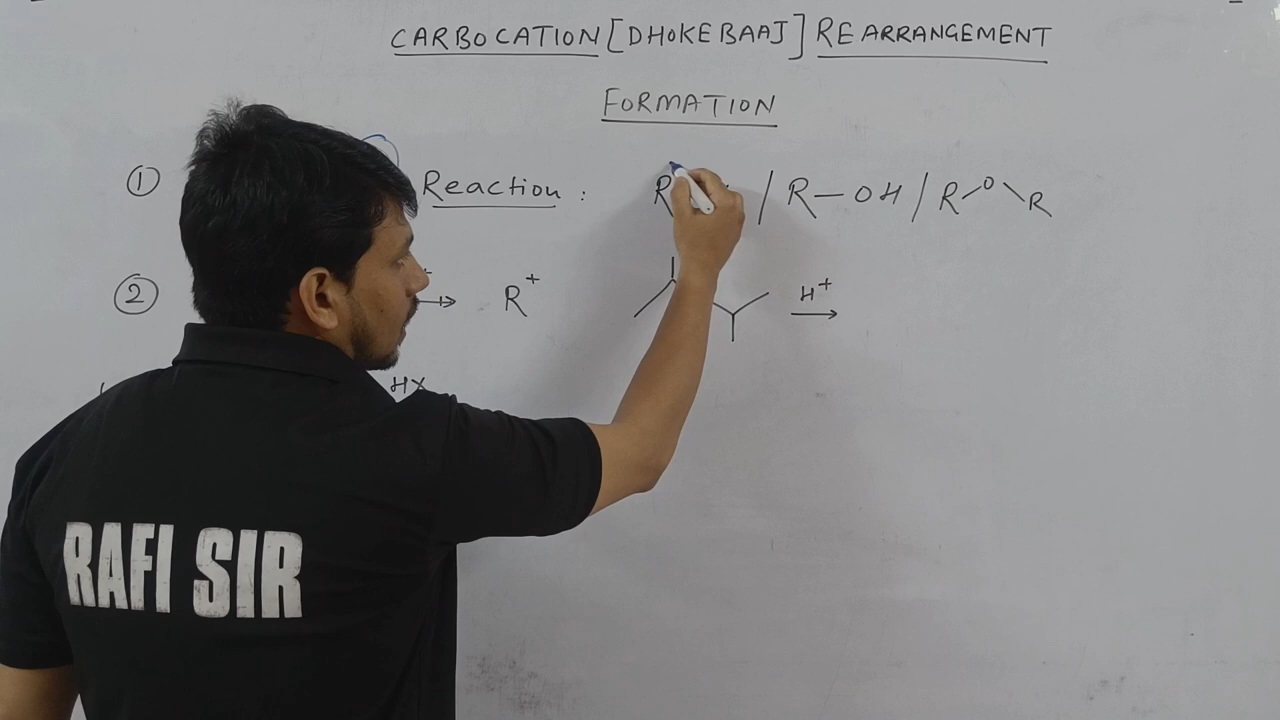 CARBOCATION [DHOKEBAAJ] REARRANGEMENT
FORMATION
① Reaction : R / R—OH / R O R
② R+ H+
HX
RAFI SIR